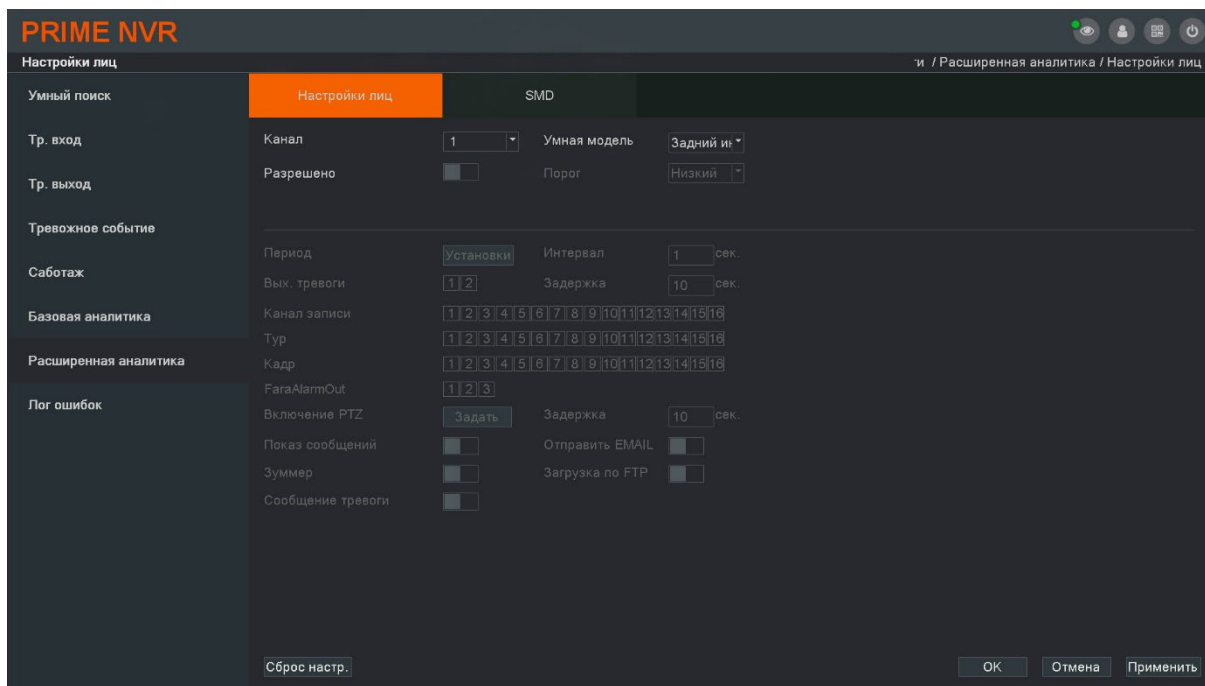 PRIME NVR
Настройки лиц
/ Расширенная аналитика / Настройки лиц
Умный поиск
Настройки лиц
SMD
Тр. вход
Канал
1
Умная модель
Задний
Тр. выход
Разрешено
Порог
Низкий
Тревожное событие
Саботаж
Базовая аналитика
Расширенная аналитика
Лог ошибок
Период
Установки
Интервал
1 сек.
Вых. тревоги
1 2
Задержка
10 сек.
Канал записи
1 2 3 4 5 6 7 8 9 10 11 12 13 14 15 16
Тур
1 2 3 4 5 6 7 8 9 10 11 12 13 14 15 16
Кадр
1 2 3 4 5 6 7 8 9 10 11 12 13 14 15 16
FaraAlarmOut
1 2 3
Включение PTZ
Задать
Задержка
10 сек.
Показ сообщений
Отправить EMAIL
Зуммер
Загрузка по FTP
Сообщение тревоги
Сброс настр.
OK
Отмена
Применить